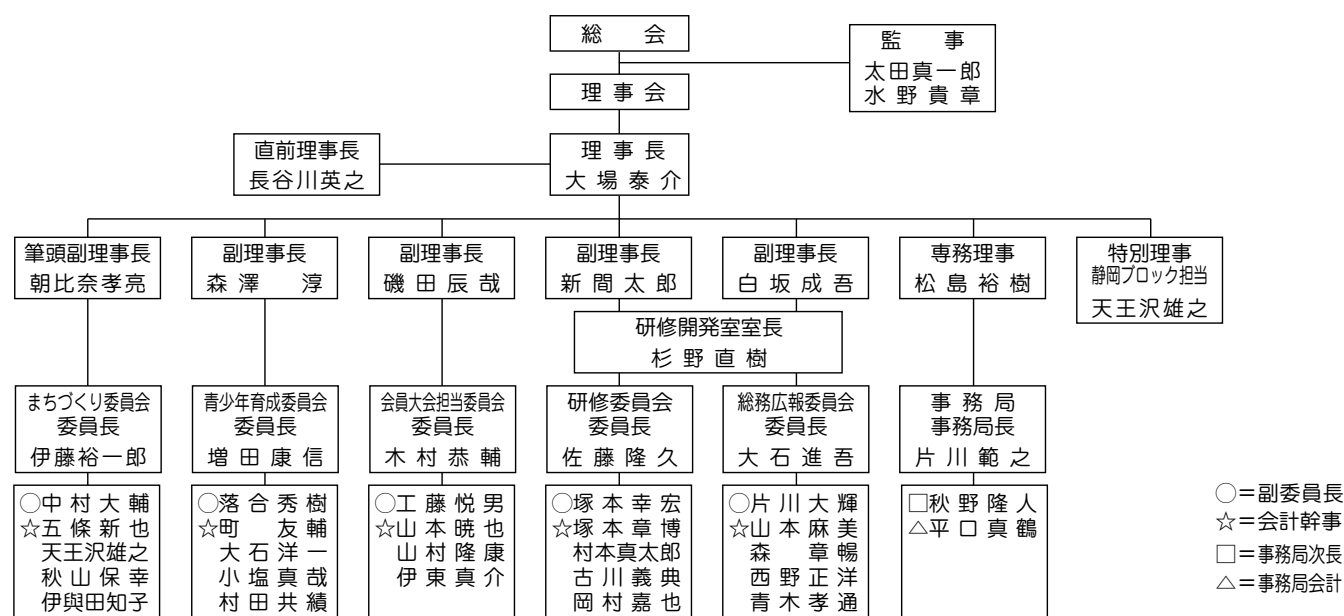 総　会
監　事
太田真一郎
水野貴章
理事会
直前理事長
長谷川英之
理事長
大場泰介
筆頭副理事長
朝比奈孝亮
副理事長
森澤　淳
副理事長
磯田辰哉
副理事長
新間太郎
副理事長
白坂成吾
専務理事
松島裕樹
特別理事
静岡ブロック担当
天王沢雄之
研修開発室室長
杉野直樹
まちづくり委員会
委員長
伊藤裕一郎
青少年育成委員会
委員長
増田康信
会員大会担当委員会
委員長
木村恭輔
研修委員会
委員長
佐藤隆久
総務広報委員会
委員長
大石進吾
事務局
事務局長
片川範之
○中村大輔
☆五條新也
天王沢雄之
秋山保幸
伊與田知子
○落合秀樹
☆町　友輔
大石洋一
小塩真哉
村田共績
○工藤悦男
☆山本暁也
山村隆康
伊東真介
○塚本幸宏
☆塚本章博
村本真太郎
古川義典
岡村嘉也
○片川大輝
☆山本麻美
森　章暢
西野正洋
青木孝通
□秋野隆人
△平口真鶴
○＝副委員長
☆＝会計幹事
□＝事務局次長
△＝事務局会計